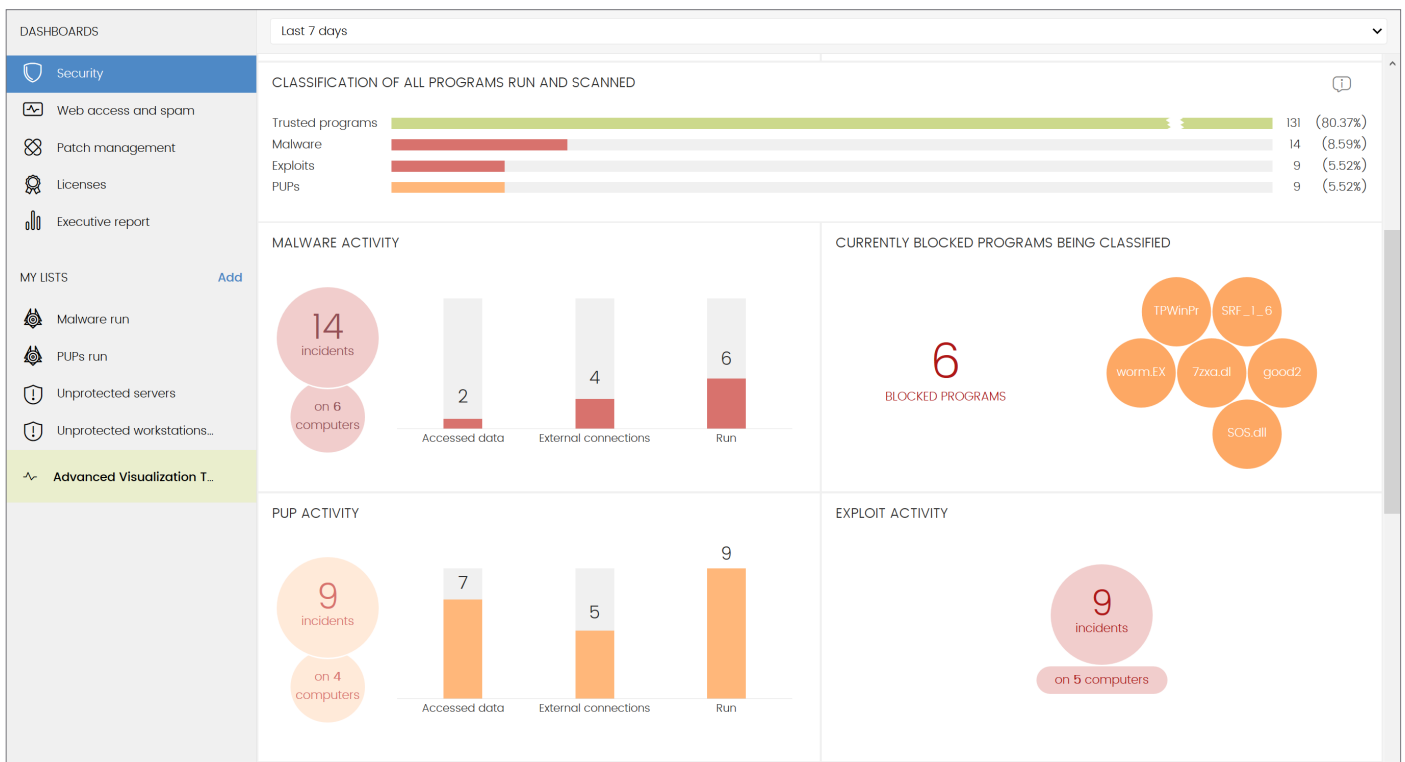 DASHBOARDS
Last 7 days
Security
Web access and spam
Patch management
Licenses
Executive report
MY LISTS Add
Malware run
PUPs run
Unprotected servers
Unprotected workstations...
Advanced Visualization T...
CLASSIFICATION OF ALL PROGRAMS RUN AND SCANNED
Trusted programs 131 (80.37%)
Malware 14 (8.59%)
Exploits 9 (5.52%)
PUPs 9 (5.52%)
MALWARE ACTIVITY
14
incidents
on 6
computers
2
4
6
Accessed data External connections Run
CURRENTLY BLOCKED PROGRAMS BEING CLASSIFIED
6
BLOCKED PROGRAMS
TPWinPr SRF_1_6
worm.EX 7zxa.dl good2
SOS.dll
PUP ACTIVITY
9
incidents
on 4
computers
7
5
9
Accessed data External connections Run
EXPLOIT ACTIVITY
9
incidents
on 5 computers